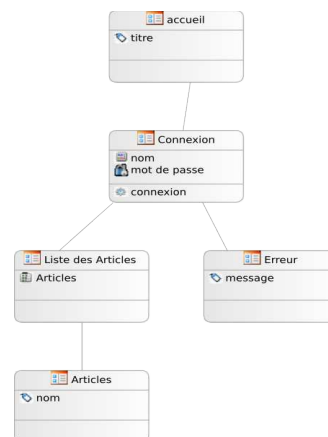 accueil
titre
Connexion
nom
mot de passe
connexion
Liste des Articles
Articles
Erreur
message
Articles
nom